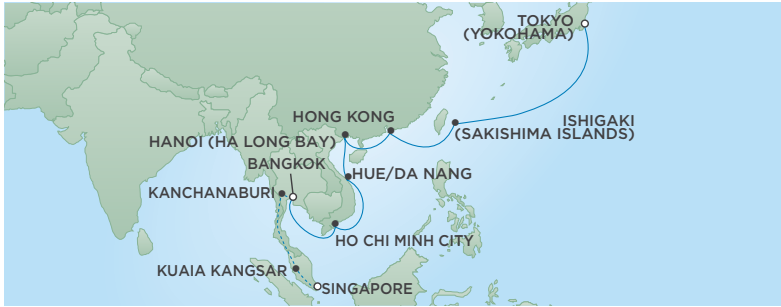 TOKYO
(YOKOHAMA)
HONG KONG
ISHIGAKI
(SAKISHIMA ISLANDS)
HANOI (HA LONG BAY)
BANGKOK
HUE/DA NANG
KANCHANABURI
HO CHI MINH CITY
KUAIA KANGSAR
SINGAPORE